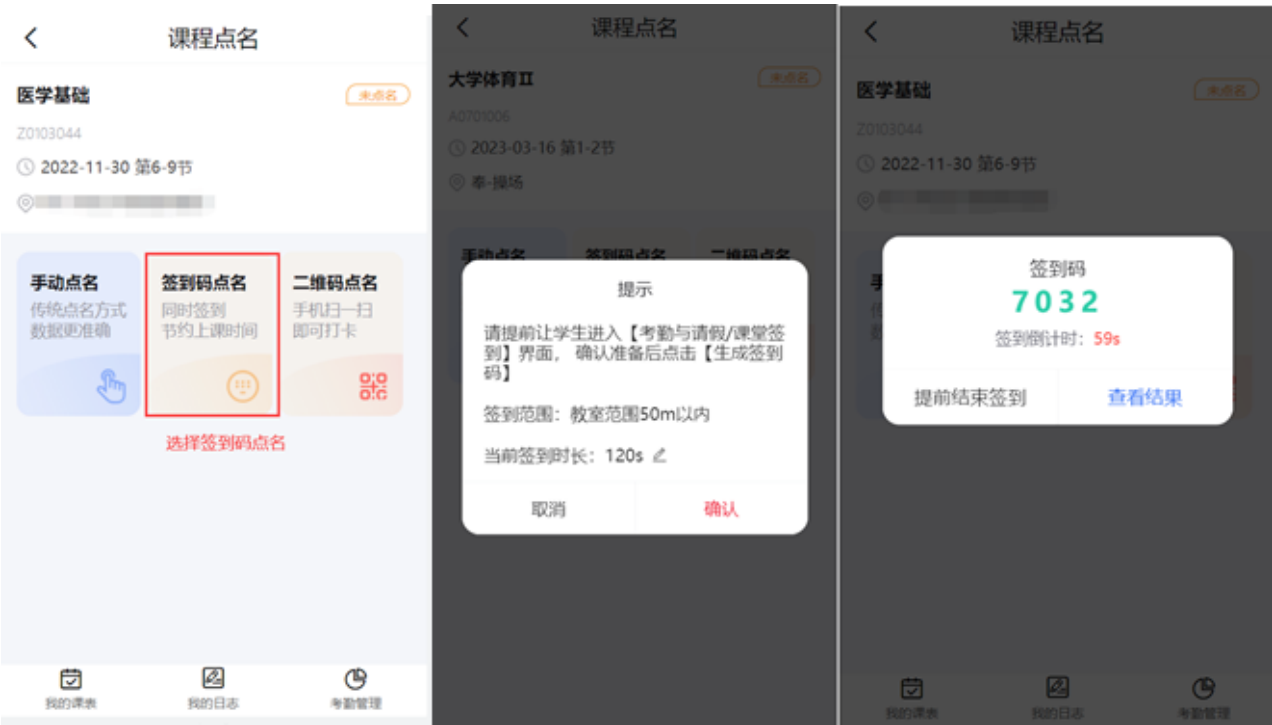 课程点名
医学基础
未点名
Z0103044
2022-11-30 第6-9节
手动点名
传统点名方式
数据更准确
签到码点名
同时签到
节约上课时间
二维码点名
手机扫一扫
即可打卡
选择签到码点名
我的课表
我的日志
考勤管理
课程点名
大学体育II
未点名
A0701006
2023-03-16 第1-2节
奉-操场
手动点名
签到码点名
二维码点名
提示
请提前让学生进入【考勤与请假/课堂签
到】界面， 确认准备后点击【生成签到
码】
签到范围：教室范围50m以内
当前签到时长：120s
取消
确认
课程点名
医学基础
未点名
Z0103044
2022-11-30 第6-9节
签到码
7032
签到倒计时：59s
提前结束签到
查看结果
我的课表
我的日志
考勤管理